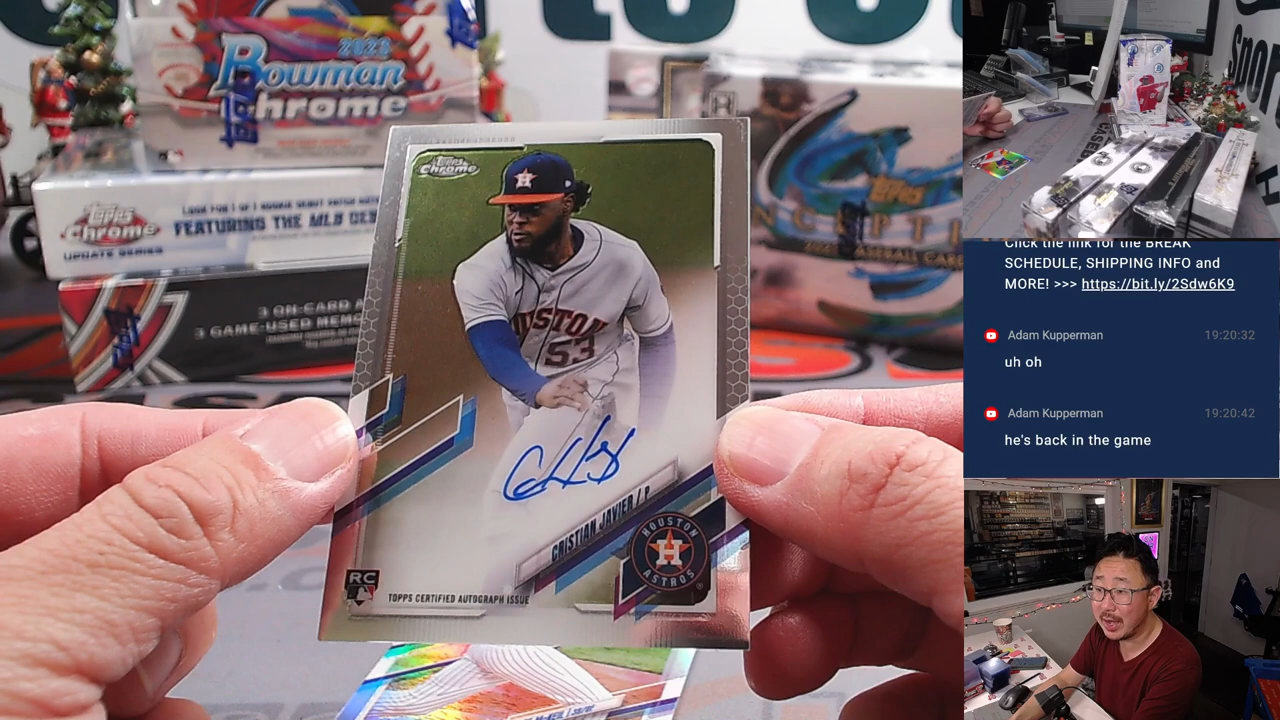 2023
Bowman
Chrome
Topps
Chrome
UPDATE SERIES
FEATURING THE MLB DE
3 ON-CARD A
3 GAME-USED MEMO
Topps
Topps
Chrome
HOUSTON
53
CRISTIAN JAVIER / P
HOUSTON
H
ASTROS
RC
TOPPS CERTIFIED AUTOGRAPH ISSUE
Click the link for the BREAK
SCHEDULE, SHIPPING INFO and
MORE! >>> https://bit.ly/2Sdw6K9
Adam Kupperman 19:20:32
uh oh
Adam Kupperman 19:20:42
he's back in the game